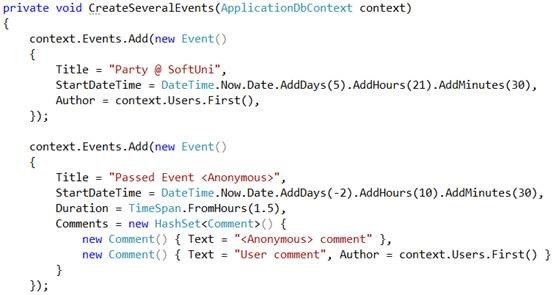 private void CreateSeveralEvents(ApplicationDbContext context)
{
    context.Events.Add(new Event()
    {
        Title = "Party @ SoftUni",
        StartDateTime = DateTime.Now.Date.AddDays(5).AddHours(21).AddMinutes(30),
        Author = context.Users.First(),
    });

    context.Events.Add(new Event()
    {
        Title = "Passed Event <Anonymous>",
        StartDateTime = DateTime.Now.Date.AddDays(-2).AddHours(10).AddMinutes(30),
        Duration = TimeSpan.FromHours(1.5),
        Comments = new HashSet<Comment>() {
            new Comment() { Text = "<Anonymous> comment" },
            new Comment() { Text = "User comment", Author = context.Users.First() }
        }
    });